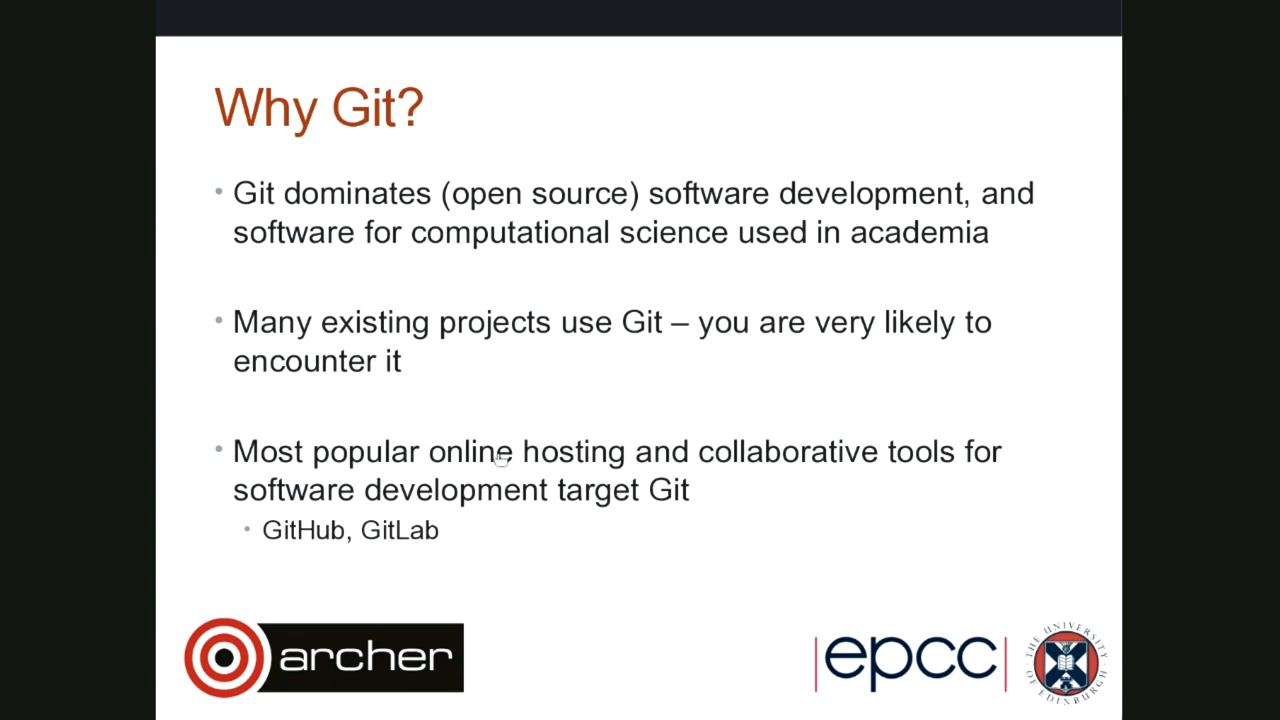 Why Git?
• Git dominates (open source) software development, and
software for computational science used in academia
• Many existing projects use Git – you are very likely to
encounter it
• Most popular online hosting and collaborative tools for
software development target Git
• GitHub, GitLab
archer
|epcc|
THE UNIVERSITY
OF EDINBURGH